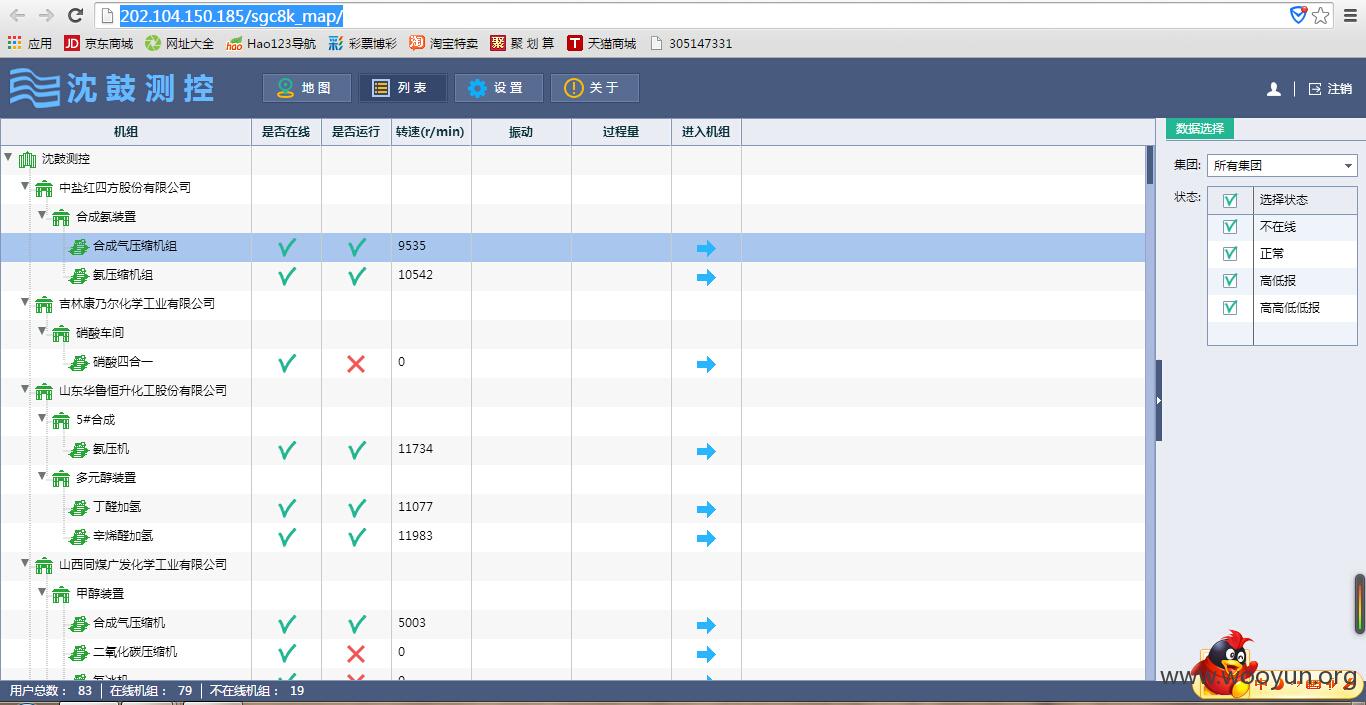 202.104.150.185/sgc8k_map/
应用 京东商城 网址大全 Hao123导航 彩票博彩 淘宝特卖 聚划算 天猫商城 305147331
沈鼓测控 地图 列表 设置 关于 注销
机组 是否在线 是否运行 转速(r/min) 振动 过程量 进入机组
数据选择
沈鼓测控
集团: 所有集团
中盐红四方股份有限公司
状态: 选择状态
合成氨装置
不在线
合成气压缩机组 9535
正常
氨压缩机组 10542
高低报
吉林康乃尔化学工业有限公司
高高低低报
硝酸车间
硝酸四合一 0
山东华鲁恒升化工股份有限公司
5#合成
氨压机 11734
多元醇装置
丁醛加氢 11077
辛烯醛加氢 11983
山西同煤广发化学工业有限公司
甲醇装置
合成气压缩机 5003
二氧化碳压缩机 0
www.wooyun.org
用户总数: 83 在线机组: 79 不在线机组: 19